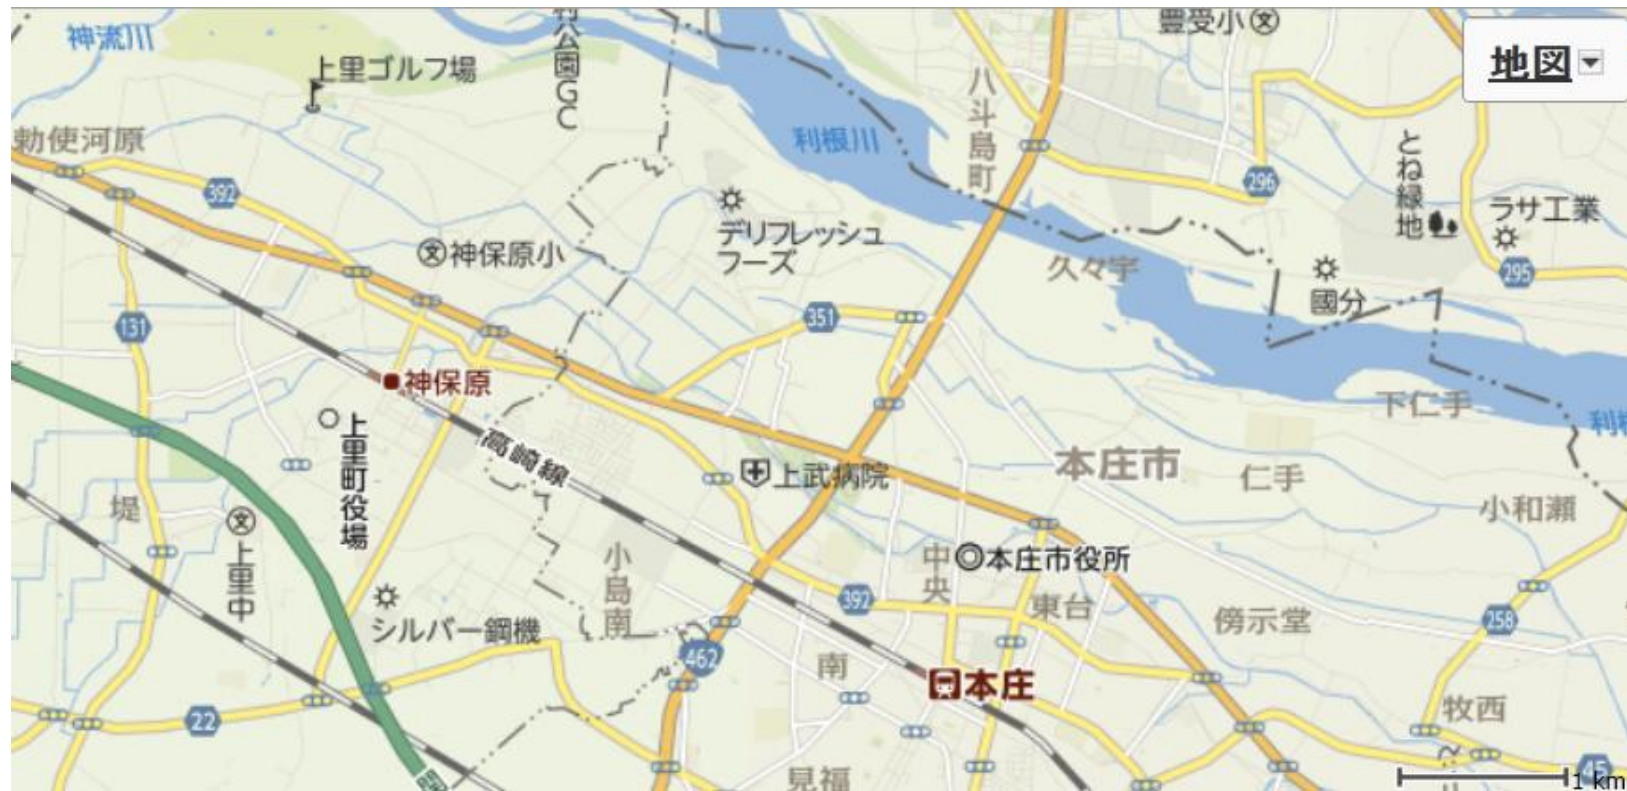 神流川
上里ゴルフ場
村公園GC
豊受小
地図
勅使河原
392
利根川
八斗島町
296
とね緑地
ラサ工業
神保原小
デリフレッシュ
フーズ
久々宇
國分
295
131
351
神保原
上里町役場
高崎線
上武病院
本庄市
下仁手
利根
仁手
小和瀬
堤
上里中
小島南
中央
本庄市役所
392
東台
傍示堂
258
シルバー鋼機
462
南
本庄
22
牧西
見福
45
1 km